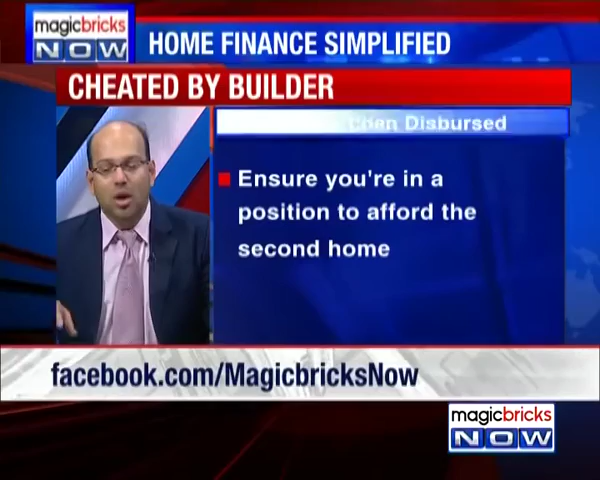 magicbricks
NOW
HOME FINANCE SIMPLIFIED
CHEATED BY BUILDER
Loan Disbursed
Ensure you're in a
position to afford the
second home
facebook.com/MagicbricksNow
magicbricks
NOW